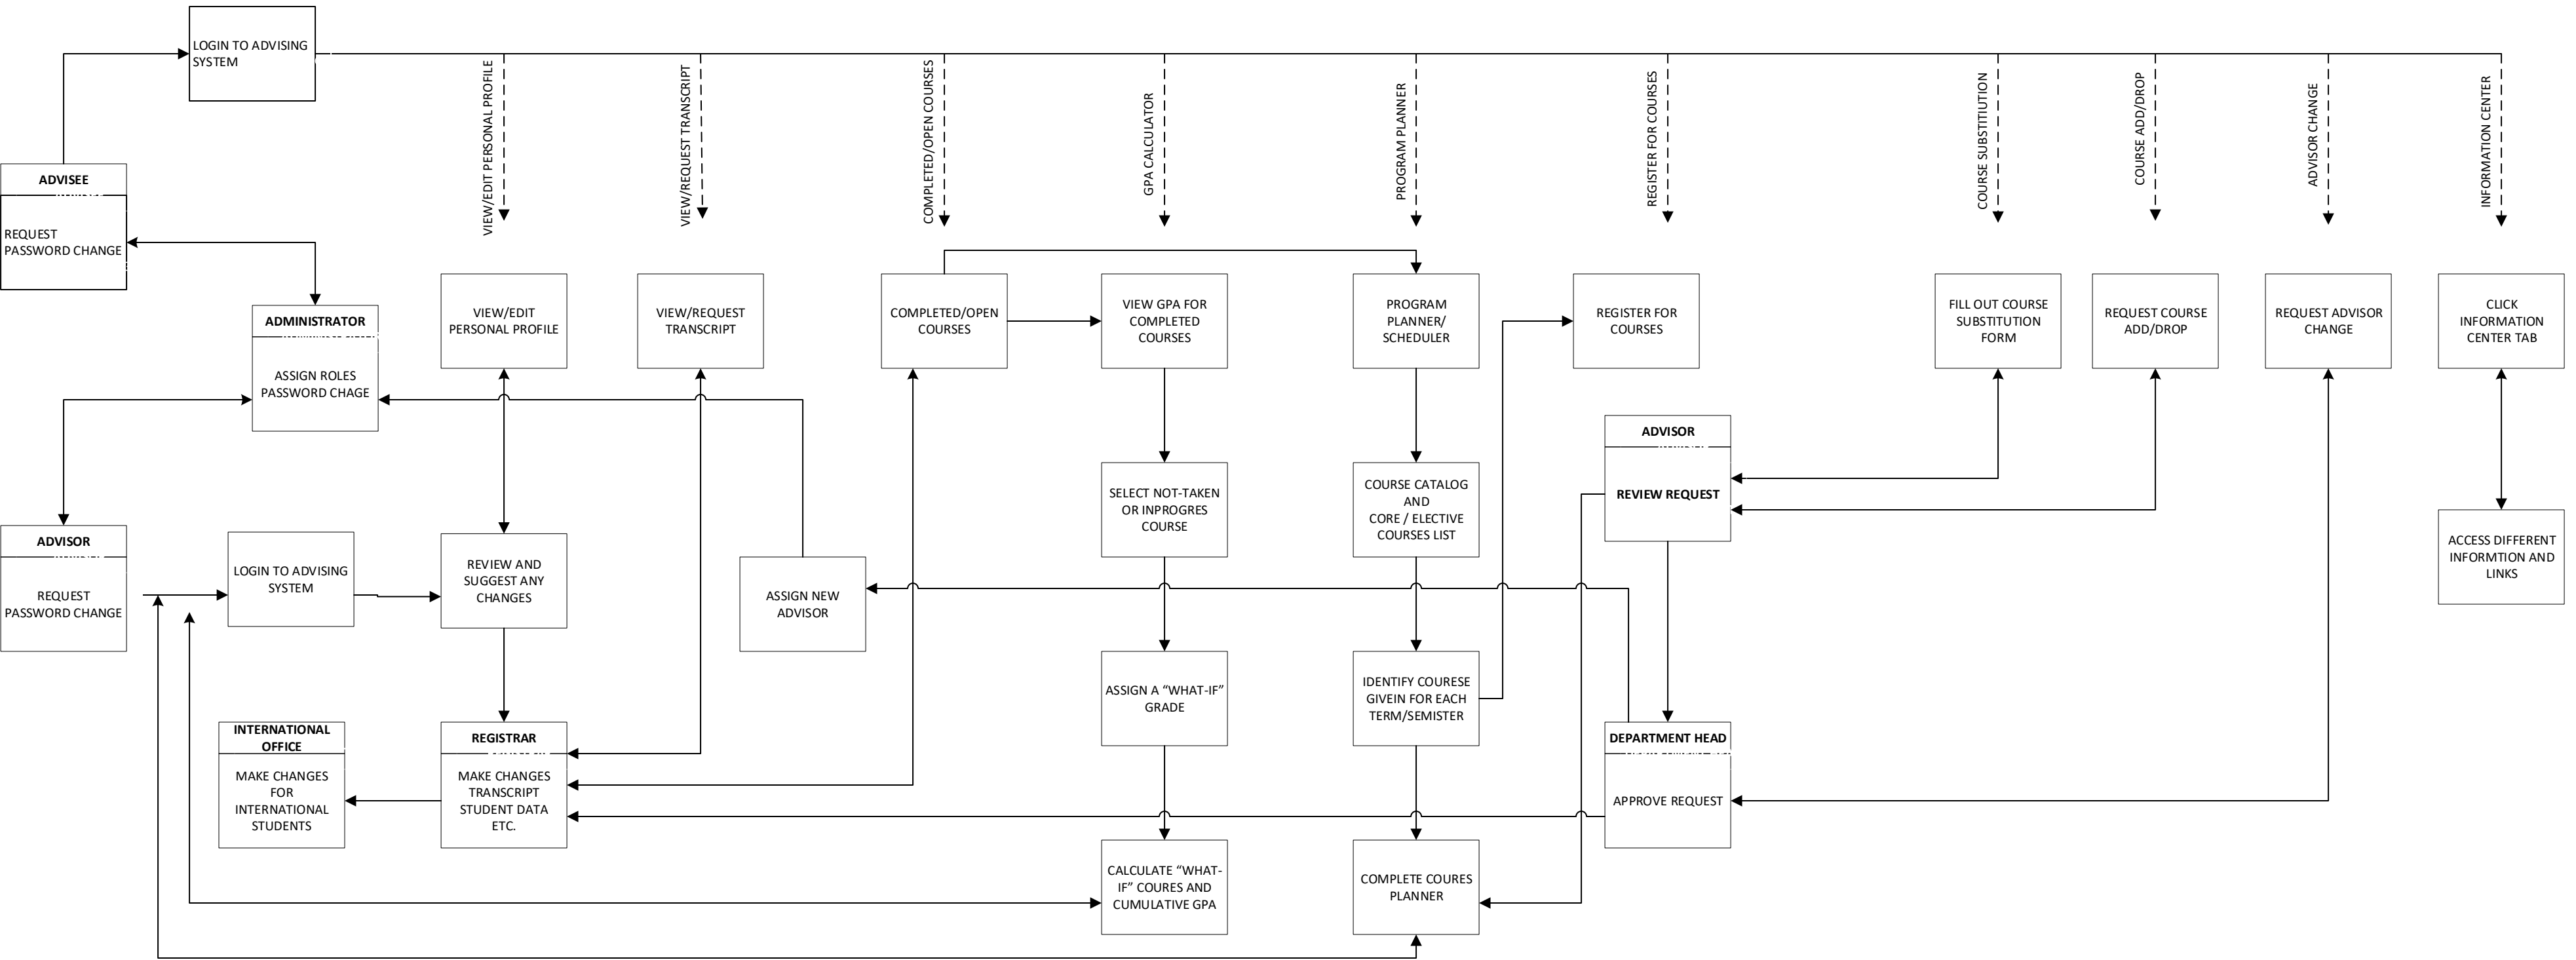 LOGIN TO ADVISING
SYSTEM
VIEW/EDIT PERSONAL PROFILE
VIEW/REQUEST TRANSCRIPT
COMPLETED/OPEN COURSES
GPA CALCULATOR
PROGRAM PLANNER
REGISTER FOR COURSES
COURSE SUBSTITUTION
COURSE ADD/DROP
ADVISOR CHANGE
INFORMATION CENTER
ADVISEE
REQUEST
PASSWORD CHANGE
ADMINISTRATOR
ASSIGN ROLES
PASSWORD CHAGE
VIEW/EDIT
PERSONAL PROFILE
VIEW/REQUEST
TRANSCRIPT
COMPLETED/OPEN
COURSES
VIEW GPA FOR
COMPLETED
COURSES
PROGRAM
PLANNER/
SCHEDULER
REGISTER FOR
COURSES
FILL OUT COURSE
SUBSTITUTION
FORM
REQUEST COURSE
ADD/DROP
REQUEST ADVISOR
CHANGE
CLICK
INFORMATION
CENTER TAB
ADVISOR
REVIEW REQUEST
SELECT NOT-TAKEN
OR INPROGRES
COURSE
COURSE CATALOG
AND
CORE / ELECTIVE
COURSES LIST
ACCESS DIFFERENT
INFORMTION AND
LINKS
ADVISOR
REQUEST
PASSWORD CHANGE
LOGIN TO ADVISING
SYSTEM
REVIEW AND
SUGGEST ANY
CHANGES
ASSIGN NEW
ADVISOR
ASSIGN A “WHAT-IF”
GRADE
IDENTIFY COURESE
GIVEIN FOR EACH
TERM/SEMISTER
INTERNATIONAL
OFFICE
MAKE CHANGES
FOR
INTERNATIONAL
STUDENTS
REGISTRAR
MAKE CHANGES
TRANSCRIPT
STUDENT DATA
ETC.
DEPARTMENT HEAD
APPROVE REQUEST
CALCULATE “WHAT-
IF” COURES AND
CUMULATIVE GPA
COMPLETE COURES
PLANNER